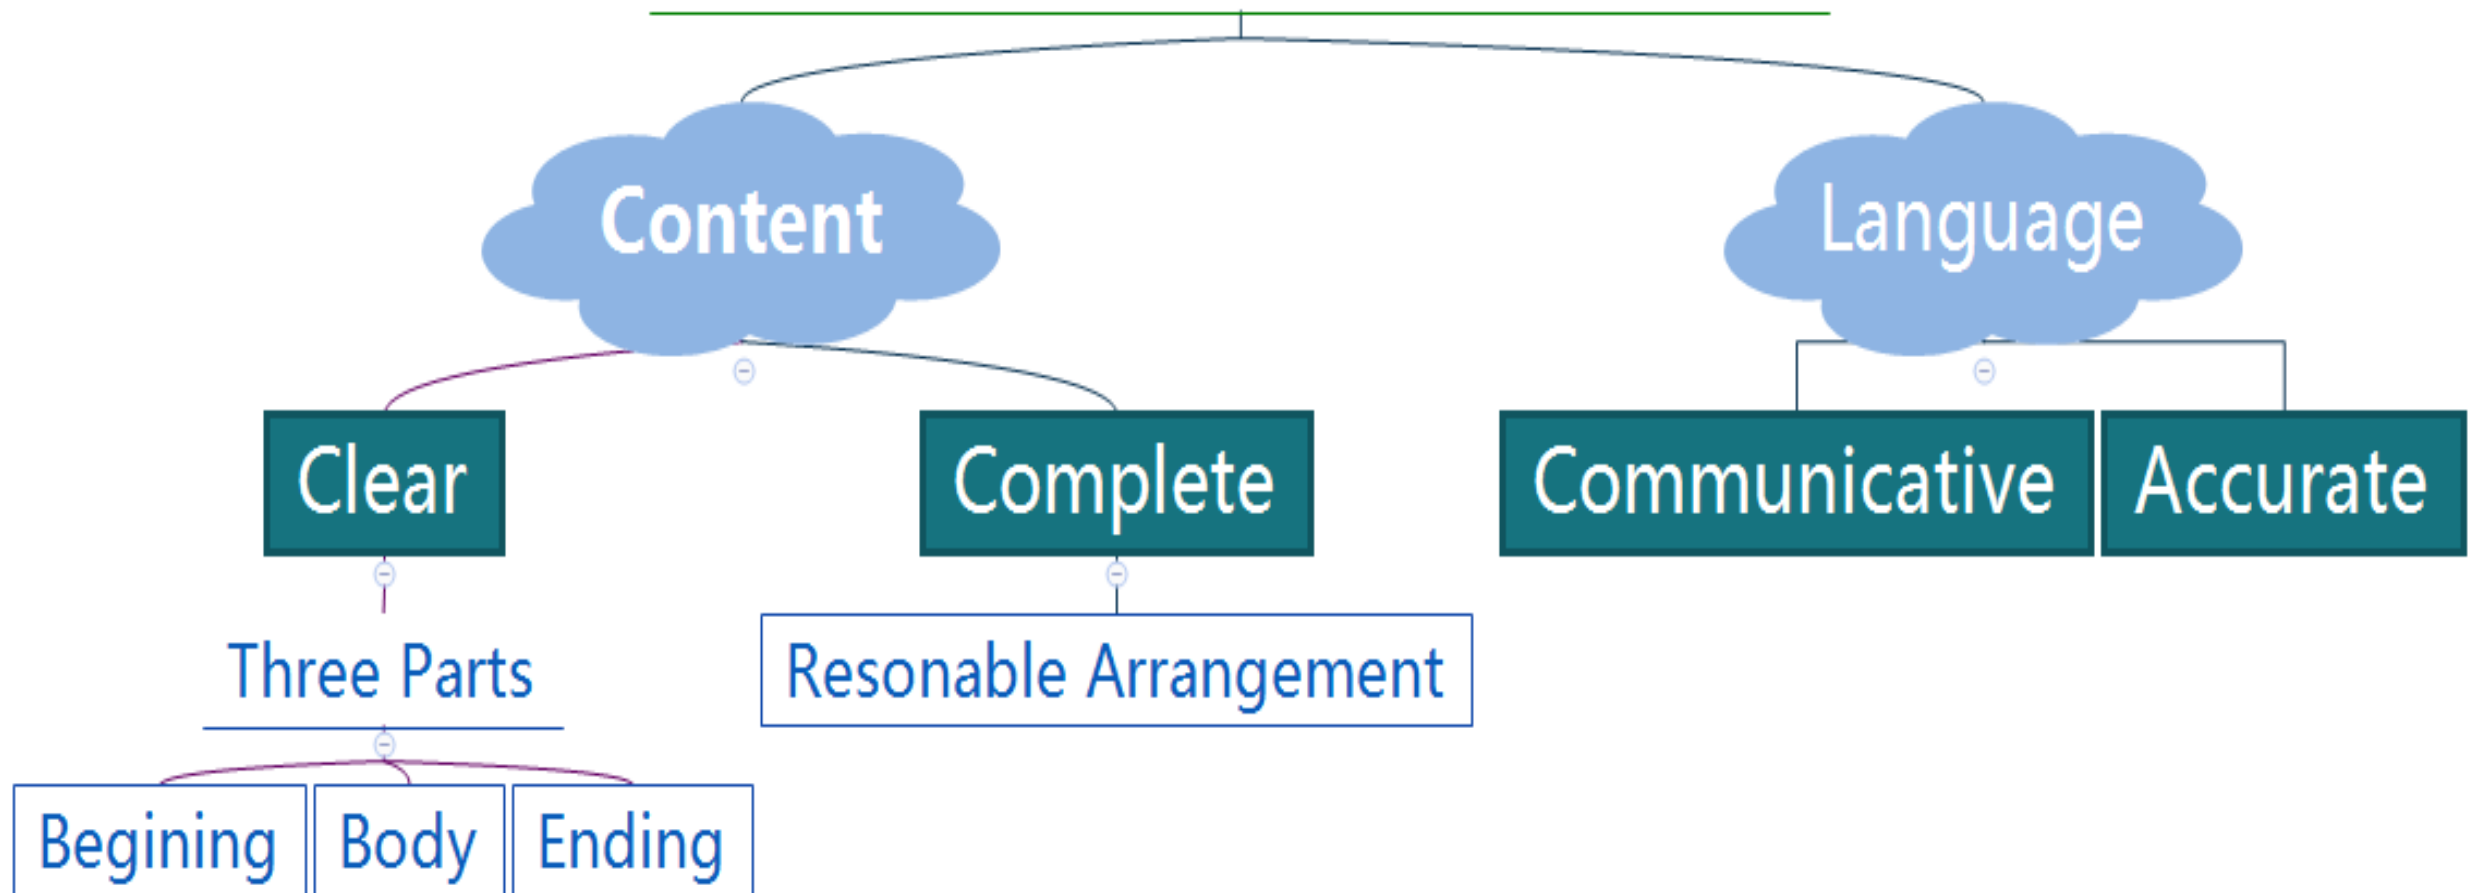 Content
Language
Clear
Complete
Communicative
Accurate
Three Parts
Resonable Arrangement
Begining
Body
Ending